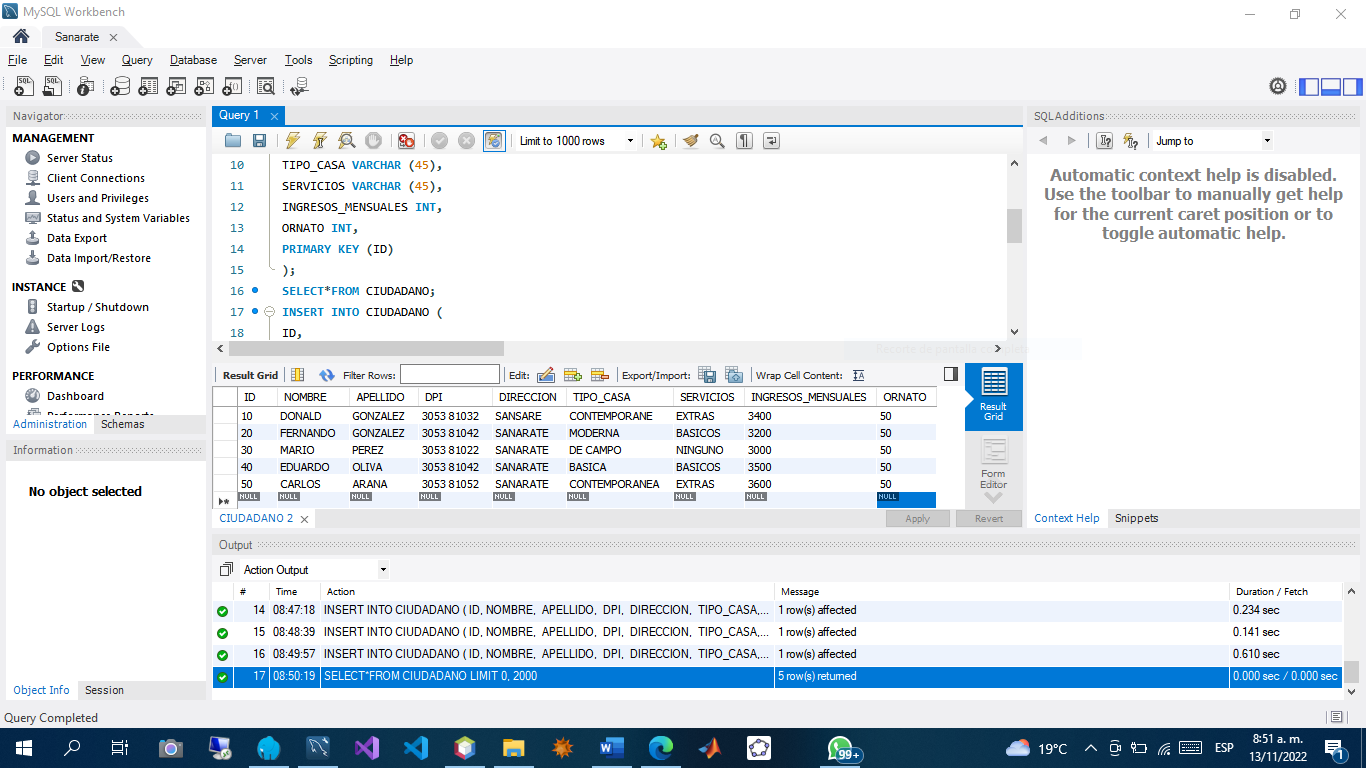 MySQL Workbench
Sanarate
File Edit View Query Database Server Tools Scripting Help
Navigator
MANAGEMENT
Server Status
Client Connections
Users and Privileges
Status and System Variables
Data Export
Data Import/Restore
INSTANCE
Startup / Shutdown
Server Logs
Options File
PERFORMANCE
Dashboard
Performance Reports
Administration Schemas
Information
No object selected
Object Info Session
Query 1
Limit to 1000 rows
10 TIPO_CASA VARCHAR (45),
11 SERVICIOS VARCHAR (45),
12 INGRESOS_MENSUALES INT,
13 ORNATO INT,
14 PRIMARY KEY (ID)
15 );
16 SELECT*FROM CIUDADANO;
17 INSERT INTO CIUDADANO (
18 ID,
Result Grid Filter Rows: Edit: Export/Import: Wrap Cell Content:
ID NOMBRE APELLIDO DPI DIRECCION TIPO_CASA SERVICIOS INGRESOS_MENSUALES ORNATO
10 DONALD GONZALEZ 3053 81032 SANSARE CONTEMPORANE EXTRAS 3400 50
20 FERNANDO GONZALEZ 3053 81042 SANARATE MODERNA BASICOS 3200 50
30 MARIO PEREZ 3053 81022 SANARATE DE CAMPO NINGUNO 3000 50
40 EDUARDO OLIVA 3053 81042 SANARATE BASICA BASICOS 3500 50
50 CARLOS ARANA 3053 81052 SANARATE CONTEMPORANEA EXTRAS 3600 50
NULL NULL NULL NULL NULL NULL NULL NULL NULL
Result Grid
Form Editor
CIUDADANO 2
Apply Revert
SQLAdditions
Jump to
Automatic context help is disabled.
Use the toolbar to manually get help
for the current caret position or to
toggle automatic help.
Recorte de pantalla completa
Context Help Snippets
Output
Action Output
# Time Action Message Duration / Fetch
14 08:47:18 INSERT INTO CIUDADANO ( ID, NOMBRE, APELLIDO, DPI, DIRECCION, TIPO_CASA,... 1 row(s) affected 0.234 sec
15 08:48:39 INSERT INTO CIUDADANO ( ID, NOMBRE, APELLIDO, DPI, DIRECCION, TIPO_CASA,... 1 row(s) affected 0.141 sec
16 08:49:57 INSERT INTO CIUDADANO ( ID, NOMBRE, APELLIDO, DPI, DIRECCION, TIPO_CASA,... 1 row(s) affected 0.610 sec
17 08:50:19 SELECT*FROM CIUDADANO LIMIT 0, 2000 5 row(s) returned 0.000 sec / 0.000 sec
Query Completed
99+
19°C
ESP
8:51 a. m.
13/11/2022
1